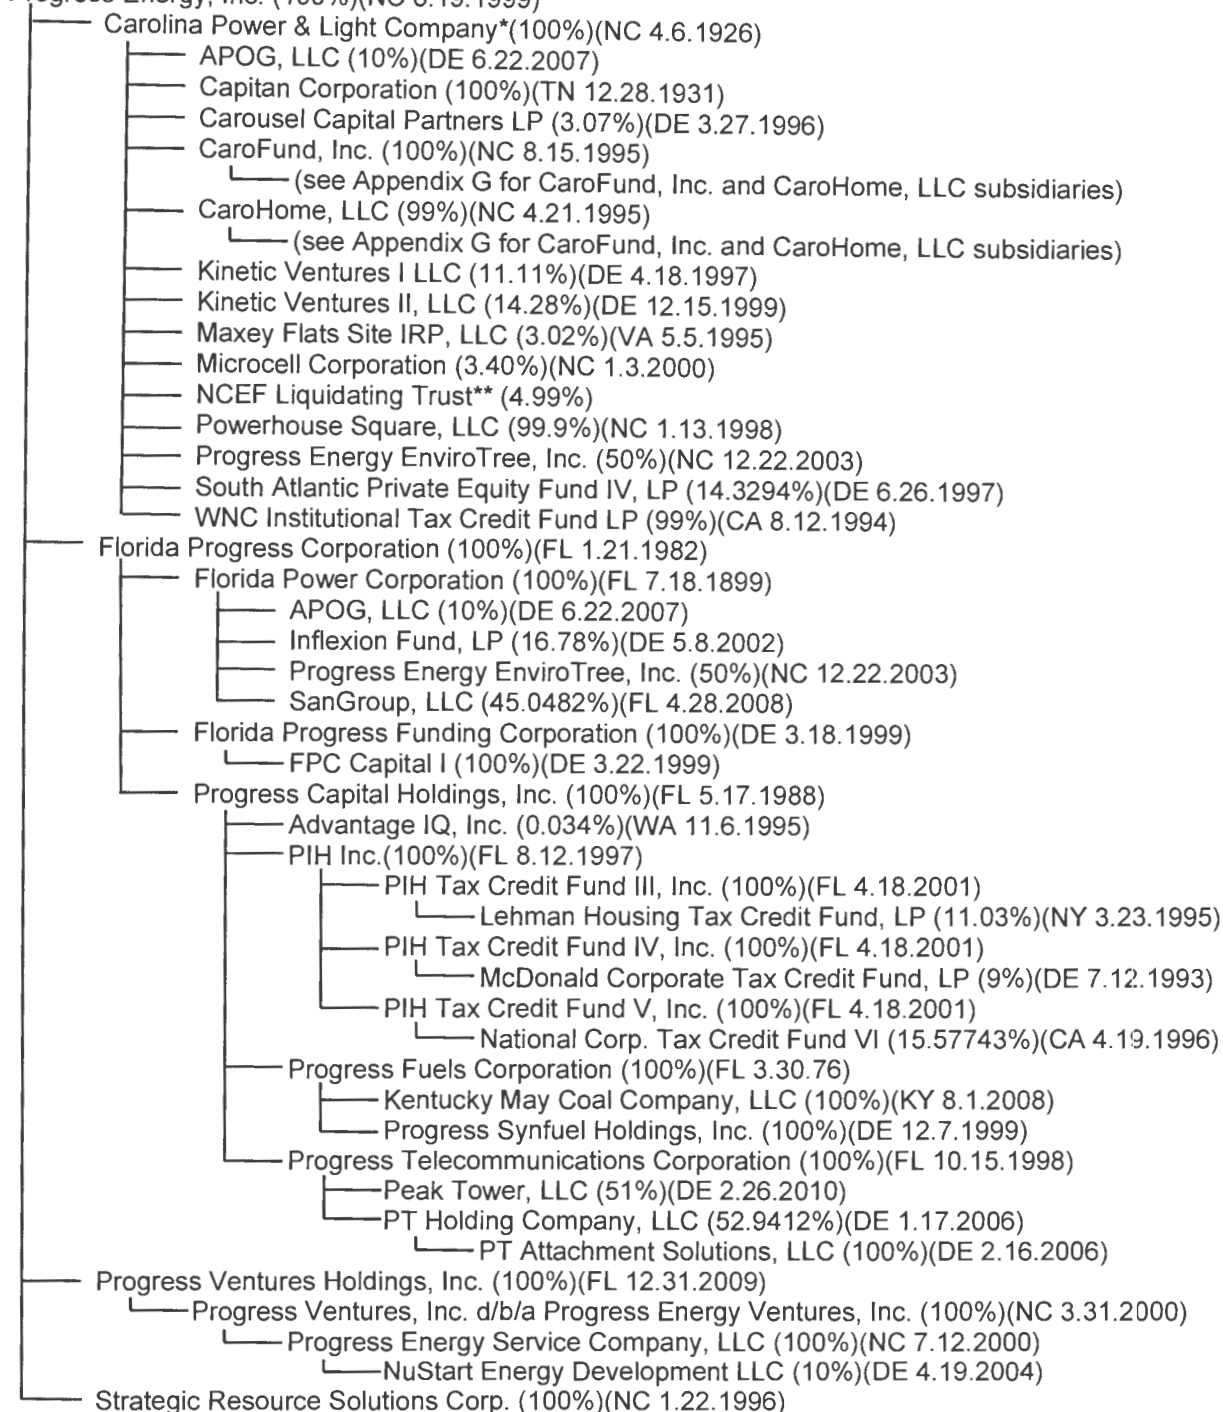 Progress Energy, Inc. (100%)(NC 8.19.1999)
Carolina Power & Light Company*(100%)(NC 4.6.1926)
APOG, LLC (10%)(DE 6.22.2007)
Capitan Corporation (100%)(TN 12.28.1931)
Carousel Capital Partners LP (3.07%)(DE 3.27.1996)
CaroFund, Inc. (100%)(NC 8.15.1995)
(see Appendix G for CaroFund, Inc. and CaroHome, LLC subsidiaries)
CaroHome, LLC (99%)(NC 4.21.1995)
(see Appendix G for CaroFund, Inc. and CaroHome, LLC subsidiaries)
Kinetic Ventures I LLC (11.11%)(DE 4.18.1997)
Kinetic Ventures II, LLC (14.28%)(DE 12.15.1999)
Maxey Flats Site IRP, LLC (3.02%)(VA 5.5.1995)
Microcell Corporation (3.40%)(NC 1.3.2000)
NCEF Liquidating Trust** (4.99%)
Powerhouse Square, LLC (99.9%)(NC 1.13.1998)
Progress Energy EnviroTree, Inc. (50%)(NC 12.22.2003)
South Atlantic Private Equity Fund IV, LP (14.3294%)(DE 6.26.1997)
WNC Institutional Tax Credit Fund LP (99%)(CA 8.12.1994)
Florida Progress Corporation (100%)(FL 1.21.1982)
Florida Power Corporation (100%)(FL 7.18.1899)
APOG, LLC (10%)(DE 6.22.2007)
Inflexion Fund, LP (16.78%)(DE 5.8.2002)
Progress Energy EnviroTree, Inc. (50%)(NC 12.22.2003)
SanGroup, LLC (45.0482%)(FL 4.28.2008)
Florida Progress Funding Corporation (100%)(DE 3.18.1999)
FPC Capital I (100%)(DE 3.22.1999)
Progress Capital Holdings, Inc. (100%)(FL 5.17.1988)
Advantage IQ, Inc. (0.034%)(WA 11.6.1995)
PIH Inc.(100%)(FL 8.12.1997)
PIH Tax Credit Fund III, Inc. (100%)(FL 4.18.2001)
Lehman Housing Tax Credit Fund, LP (11.03%)(NY 3.23.1995)
PIH Tax Credit Fund IV, Inc. (100%)(FL 4.18.2001)
McDonald Corporate Tax Credit Fund, LP (9%)(DE 7.12.1993)
PIH Tax Credit Fund V, Inc. (100%)(FL 4.18.2001)
National Corp. Tax Credit Fund VI (15.57743%)(CA 4.19.1996)
Progress Fuels Corporation (100%)(FL 3.30.76)
Kentucky May Coal Company, LLC (100%)(KY 8.1.2008)
Progress Synfuel Holdings, Inc. (100%)(DE 12.7.1999)
Progress Telecommunications Corporation (100%)(FL 10.15.1998)
Peak Tower, LLC (51%)(DE 2.26.2010)
PT Holding Company, LLC (52.9412%)(DE 1.17.2006)
PT Attachment Solutions, LLC (100%)(DE 2.16.2006)
Progress Ventures Holdings, Inc. (100%)(FL 12.31.2009)
Progress Ventures, Inc. d/b/a Progress Energy Ventures, Inc. (100%)(NC 3.31.2000)
Progress Energy Service Company, LLC (100%)(NC 7.12.2000)
NuStart Energy Development LLC (10%)(DE 4.19.2004)
Strategic Resource Solutions Corp. (100%)(NC 1.22.1996)